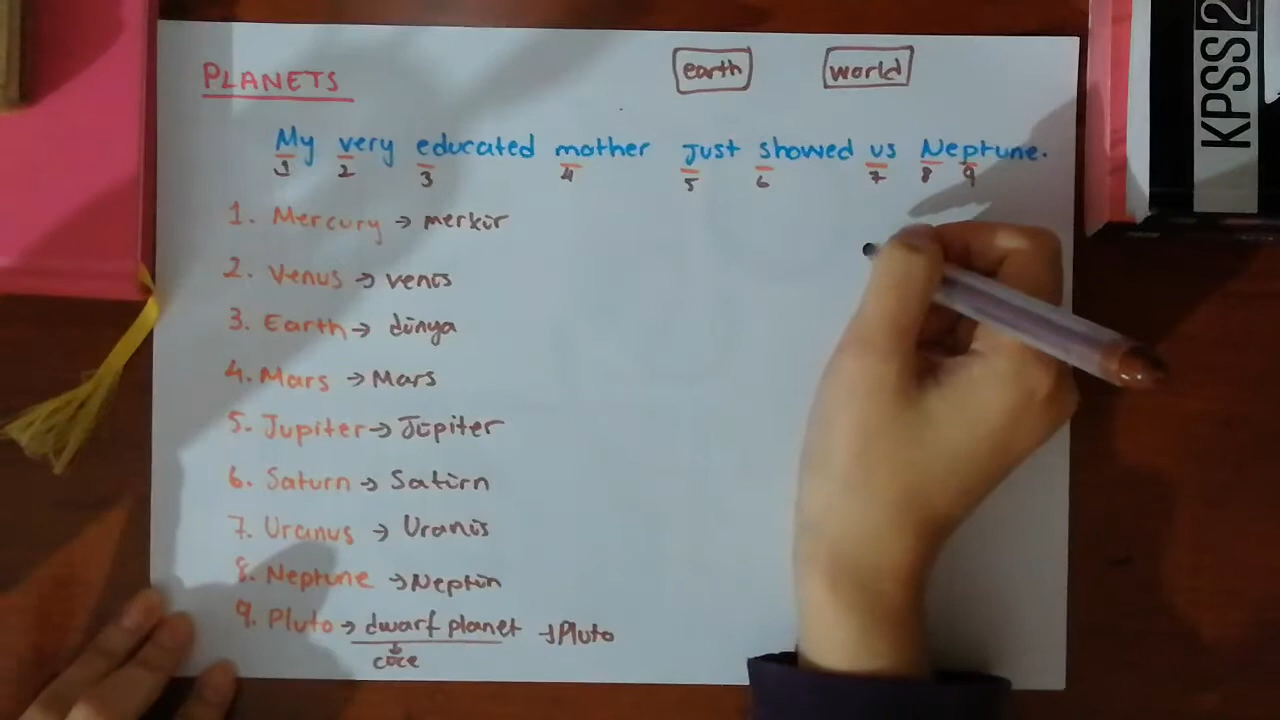 PLANETS
earth
world
My very educated mother Just showed us Neptune.
1 2 3 4 5 6 7 8 9
1. Mercury → merkür
2. Venus → venüs
3. Earth → dünya
4. Mars → Mars
5. Jupiter → Jüpiter
6. Saturn → Satürn
7. Uranus → Uranüs
8. Neptune → Neptün
9. Pluto → dwarf planet → Pluto
cüce
KPSS 2